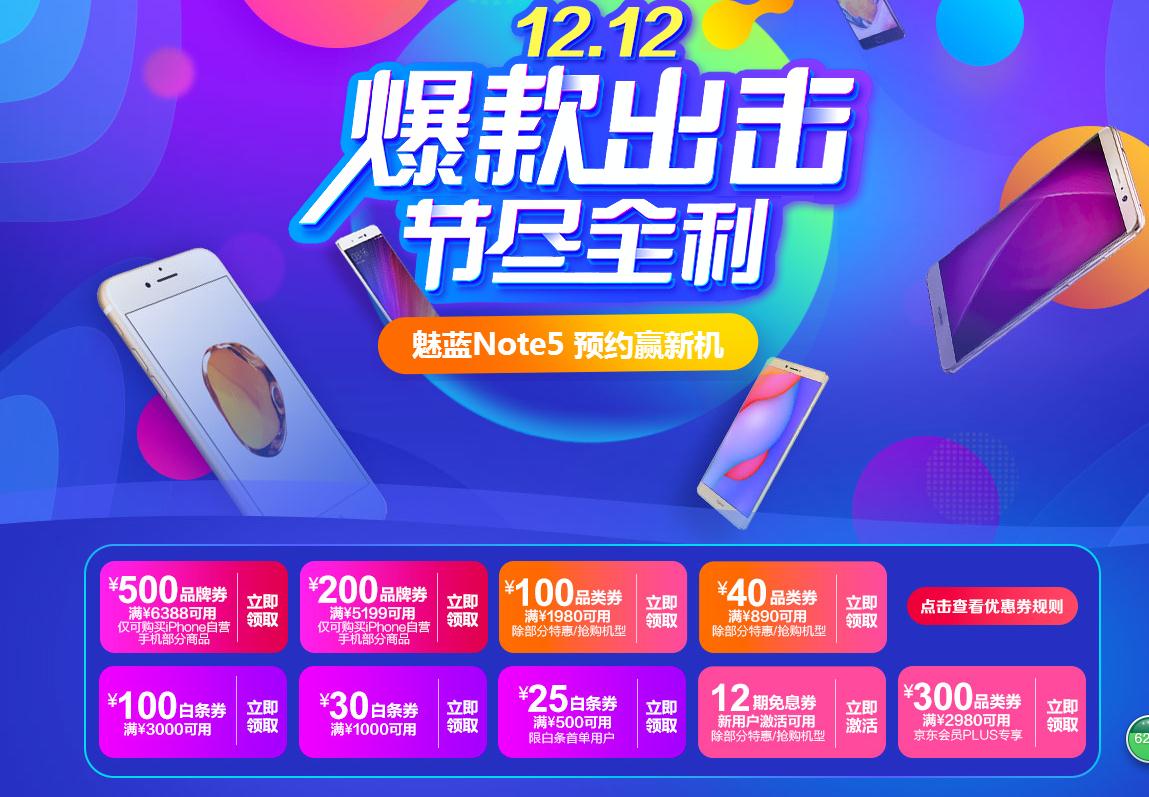 12.12
爆款出击
节尽全利
魅蓝Note5 预约赢新机
¥500品牌券
满¥6388可用
仅可购买iPhone自营
手机部分商品
立即
领取
¥200品牌券
满¥5199可用
仅可购买iPhone自营
手机部分商品
立即
领取
¥100品类券
满¥1980可用
除部分特惠/抢购机型
立即
领取
¥40品类券
满¥890可用
除部分特惠/抢购机型
立即
领取
点击查看优惠券规则
¥100白条券
满¥3000可用
立即
领取
¥30白条券
满¥1000可用
立即
领取
¥25白条券
满¥500可用
限白条首单用户
立即
领取
12期免息券
新用户激活可用
除部分特惠/抢购机型
立即
激活
¥300品类券
满¥2980可用
京东会员PLUS专享
立即
领取
62